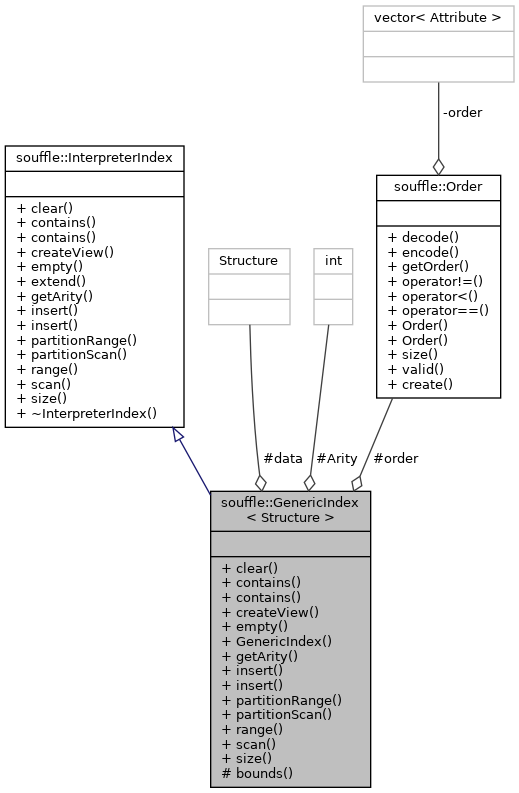 vector< Attribute >
-order
souffle::InterpreterIndex
+ clear()
+ contains()
+ contains()
+ createView()
+ empty()
+ extend()
+ getArity()
+ insert()
+ insert()
+ partitionRange()
+ partitionScan()
+ range()
+ scan()
+ size()
+ ~InterpreterIndex()
Structure
int
souffle::Order
+ decode()
+ encode()
+ getOrder()
+ operator!=()
+ operator<()
+ operator==()
+ Order()
+ Order()
+ size()
+ valid()
+ create()
#data
#Arity
#order
souffle::GenericIndex
< Structure >
+ clear()
+ contains()
+ contains()
+ createView()
+ empty()
+ GenericIndex()
+ getArity()
+ insert()
+ insert()
+ partitionRange()
+ partitionScan()
+ range()
+ scan()
+ size()
# bounds()